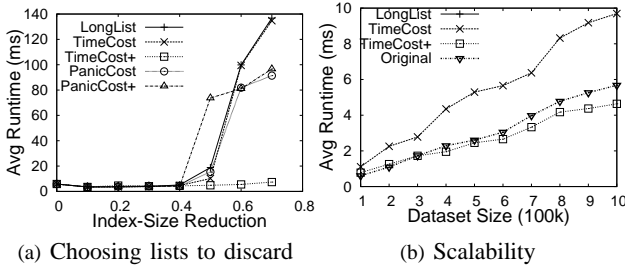 Avg Runtime (ms)
140
120
100
80
60
40
20
0
LongList
TimeCost
TimeCost+
PanicCost
PanicCost+
0 0.2 0.4 0.6 0.8
Index-Size Reduction
(a) Choosing lists to discard
Avg Runtime (ms)
10
8
6
4
2
0
LongList
TimeCost
TimeCost+
Original
1 2 3 4 5 6 7 8 9 10
Dataset Size (100k)
(b) Scalability